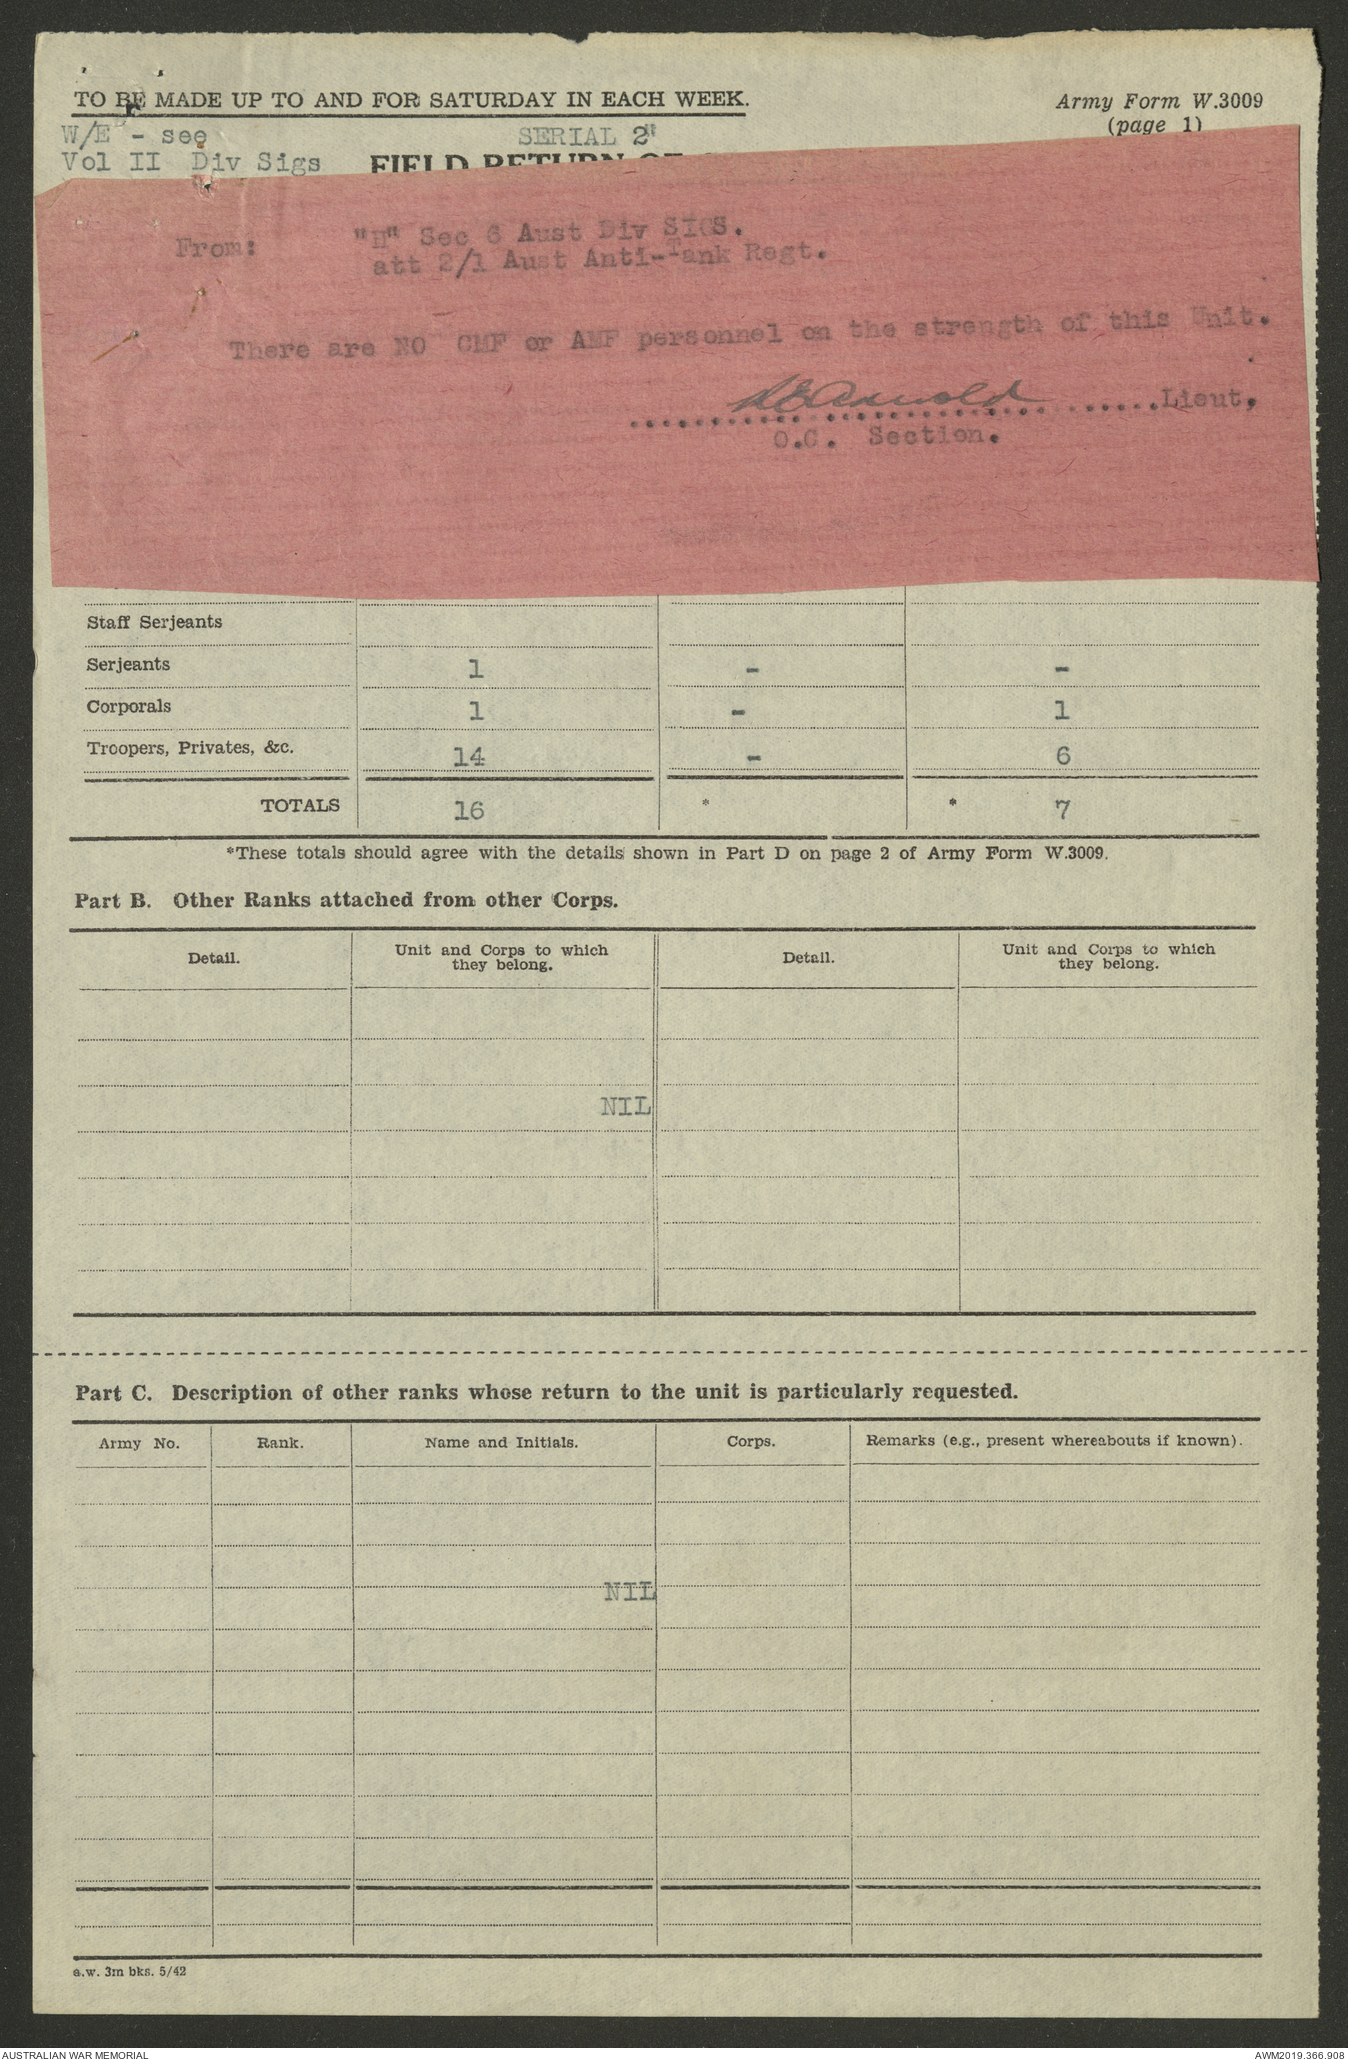 TO BE MADE UP TO AND FOR SATURDAY IN EACH WEEK.
Army Form W.3009
(page 1)
W/E - see
SERIAL 2"
Vol II Div Sigs
FIELD RETURN OF
From: "H" Sec 6 Aust Div SIGS.
att 2/1 Aust Anti-Tank Regt.
There are NO CMF or AMF personnel on the strength of this Unit.
Arnold ..... Lieut,
O.C. Section.
Staff Serjeants
Serjeants 1 - -
Corporals 1 - 1
Troopers, Privates, &c. 14 - 6
TOTALS 16 * * 7
*These totals should agree with the details shown in Part D on page 2 of Army Form W.3009.
Part B. Other Ranks attached from other Corps.
Detail. Unit and Corps to which they belong. Detail. Unit and Corps to which they belong.
NIL
Part C. Description of other ranks whose return to the unit is particularly requested.
Army No. Rank. Name and Initials. Corps. Remarks (e.g., present whereabouts if known).
NIL
a.w. 3m bks. 5/42
AUSTRALIAN WAR MEMORIAL
AWM2019.366.908